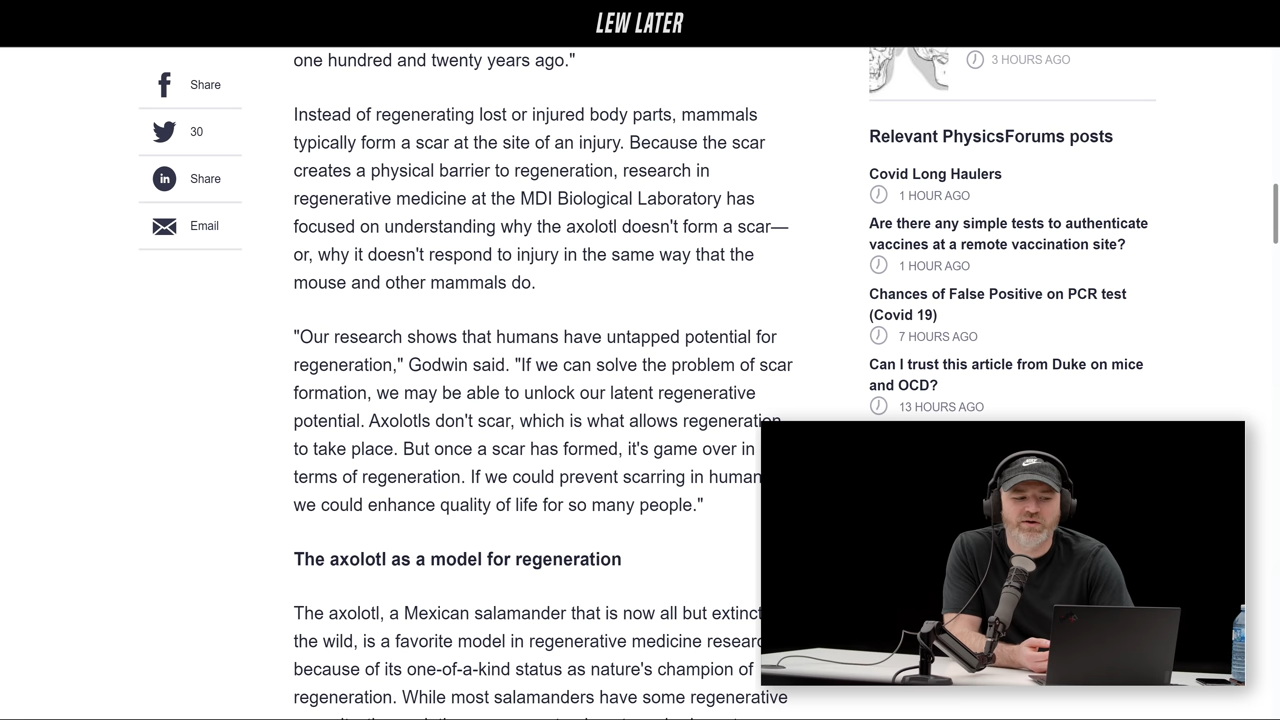 LEW LATER
one hundred and twenty years ago."
Instead of regenerating lost or injured body parts, mammals
typically form a scar at the site of an injury. Because the scar
creates a physical barrier to regeneration, research in
regenerative medicine at the MDI Biological Laboratory has
focused on understanding why the axolotl doesn't form a scar—
or, why it doesn't respond to injury in the same way that the
mouse and other mammals do.
"Our research shows that humans have untapped potential for
regeneration," Godwin said. "If we can solve the problem of scar
formation, we may be able to unlock our latent regenerative
potential. Axolotls don't scar, which is what allows regeneration
to take place. But once a scar has formed, it's game over in
terms of regeneration. If we could prevent scarring in human
we could enhance quality of life for so many people."
The axolotl as a model for regeneration
The axolotl, a Mexican salamander that is now all but extinct
the wild, is a favorite model in regenerative medicine resear
because of its one-of-a-kind status as nature's champion of
regeneration. While most salamanders have some regenerative
Share
30
in Share
Email
3 HOURS AGO
Relevant PhysicsForums posts
Covid Long Haulers
1 HOUR AGO
Are there any simple tests to authenticate
vaccines at a remote vaccination site?
1 HOUR AGO
Chances of False Positive on PCR test
(Covid 19)
7 HOURS AGO
Can I trust this article from Duke on mice
and OCD?
13 HOURS AGO